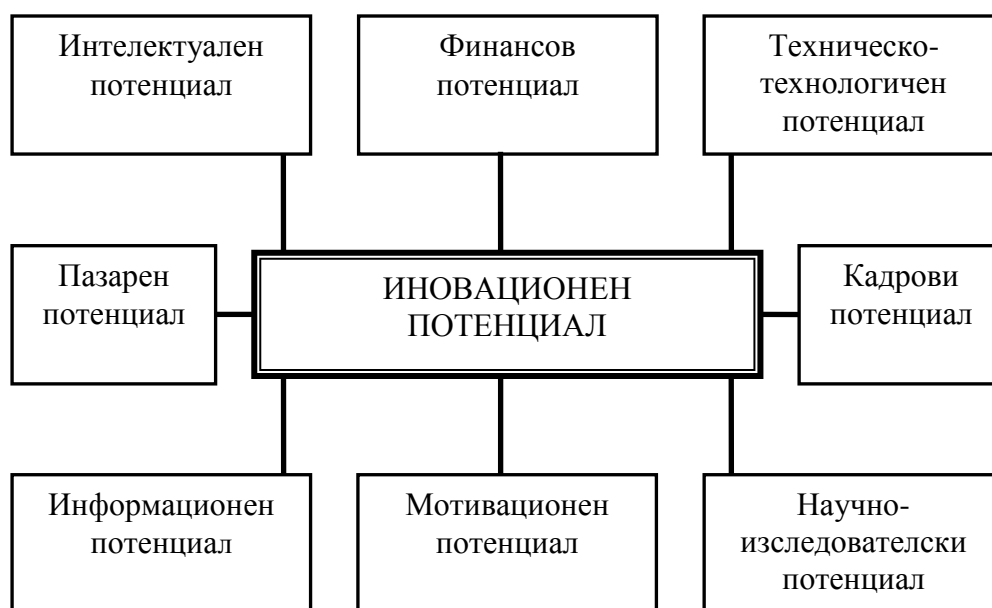 Интелектуален
потенциал
Финансов
потенциал
Техническо-
технологичен
потенциал
Пазарен
потенциал
ИНОВАЦИОНЕН
ПОТЕНЦИАЛ
Кадрови
потенциал
Информационен
потенциал
Мотивационен
потенциал
Научно-
изследователски
потенциал